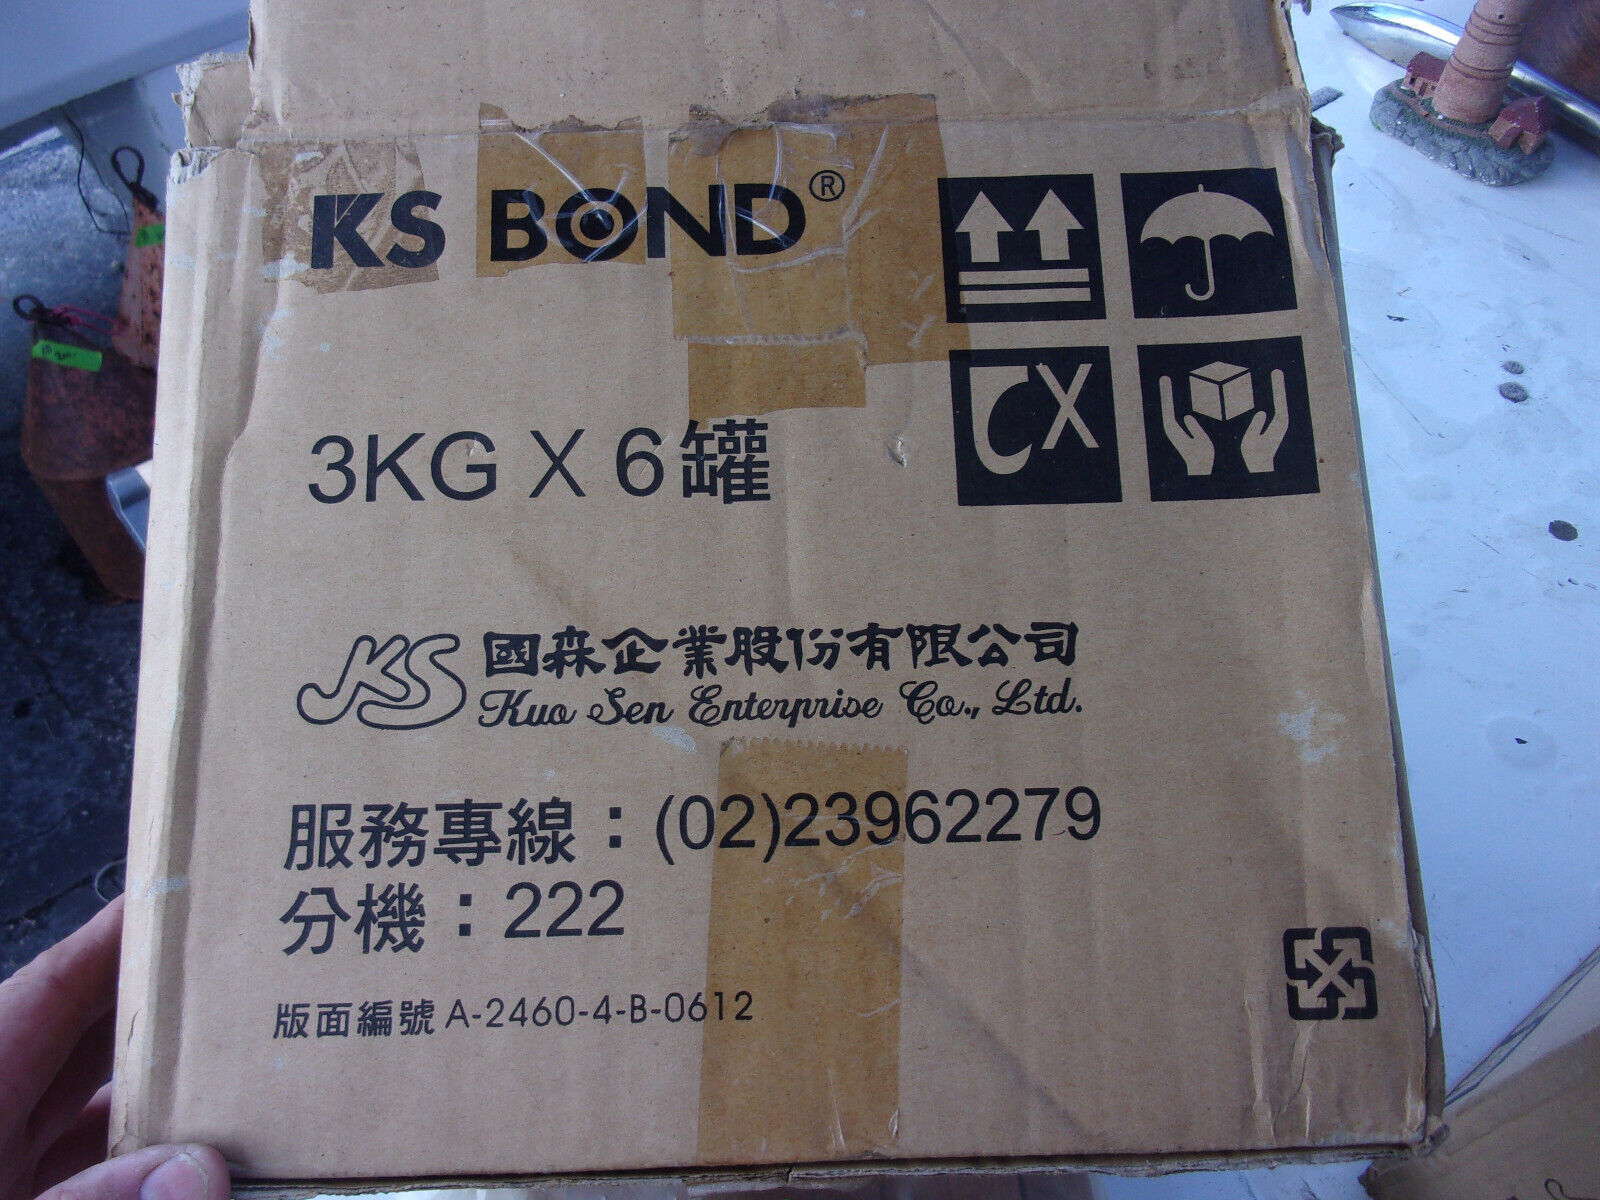 KS BOND®
3KG X 6罐
KS 國森企業股份有限公司
Kuo Sen Enterprise Co., Ltd.
服務專線：(02)23962279
分機：222
版面編號 A-2460-4-B-0612